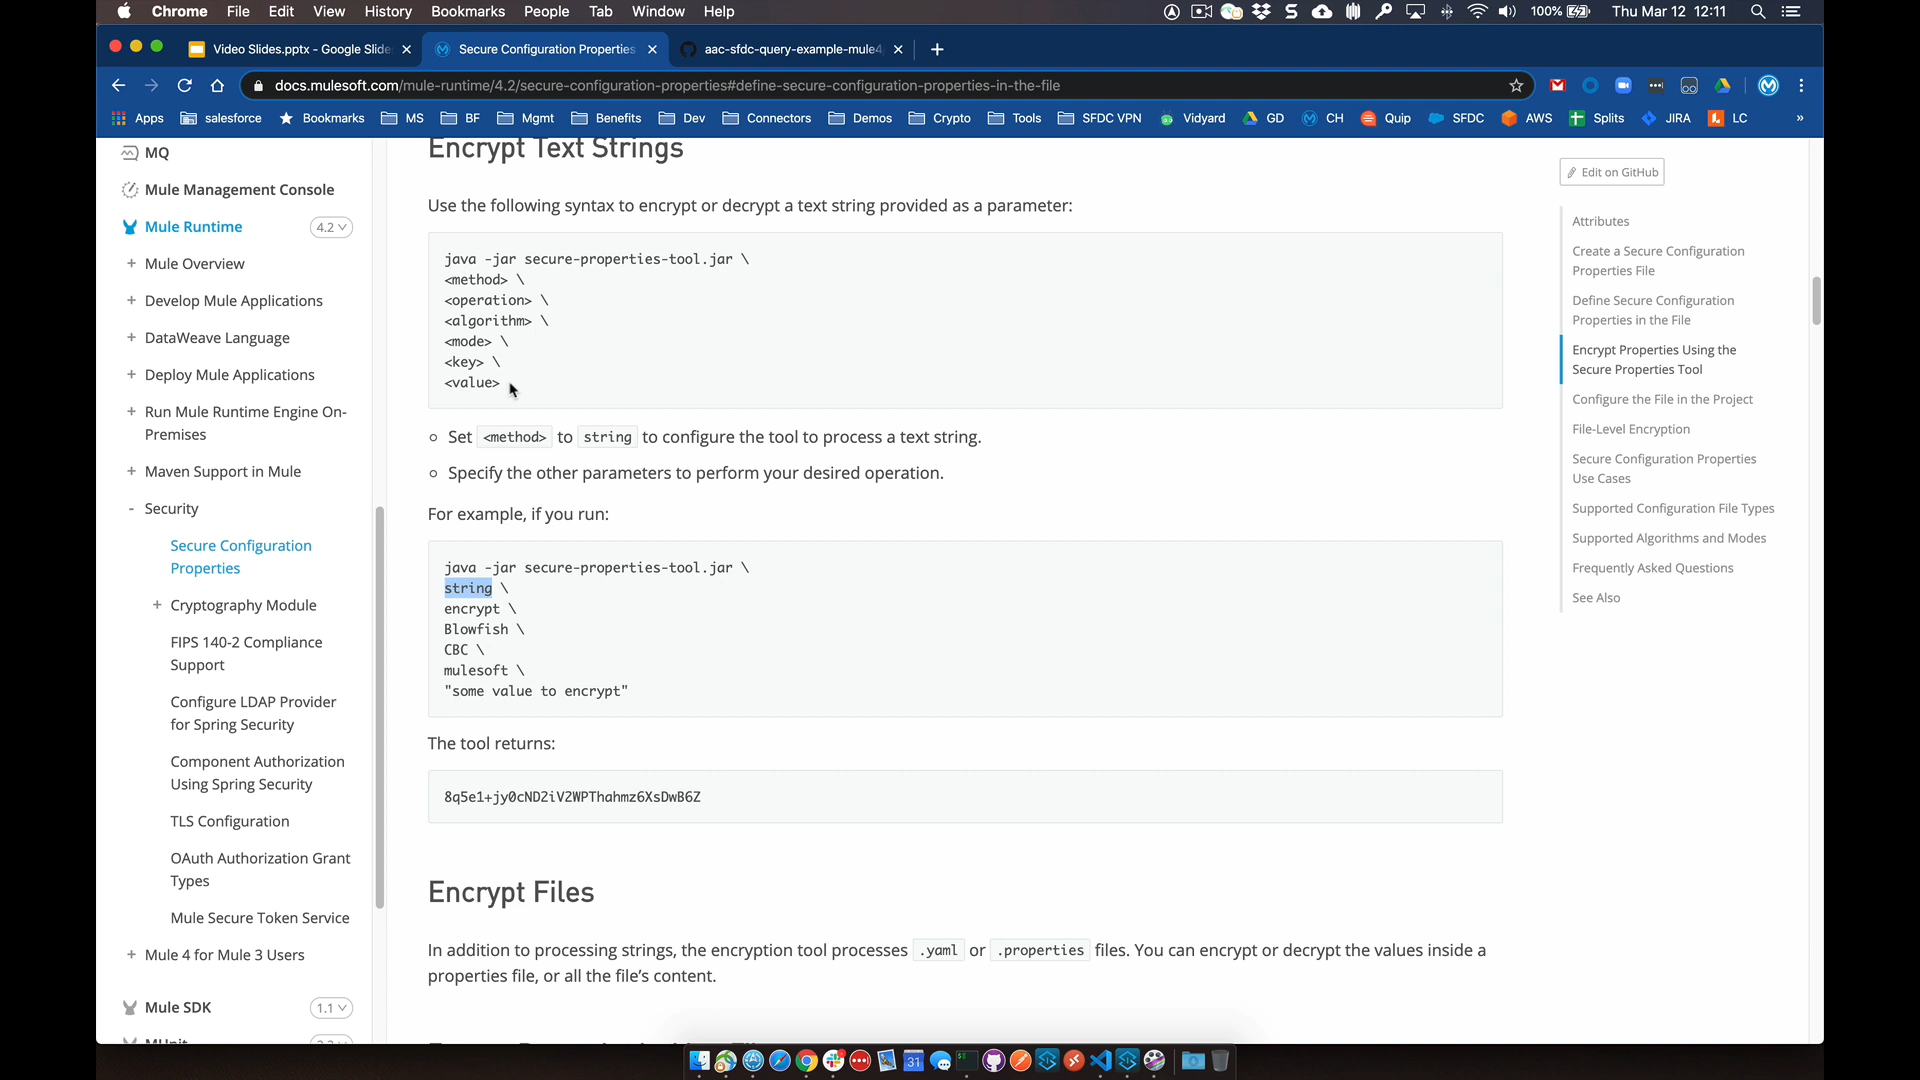 Chrome File Edit View History Bookmarks People Tab Window Help
100% Thu Mar 12 12:11
Video Slides.pptx - Google Slide
Secure Configuration Properties
aac-sfdc-query-example-mule4
docs.mulesoft.com/mule-runtime/4.2/secure-configuration-properties#define-secure-configuration-properties-in-the-file
Apps salesforce Bookmarks MS BF Mgmt Benefits Dev Connectors Demos Crypto Tools SFDC VPN Vidyard GD CH Quip SFDC AWS Splits JIRA LC »
MQ
Mule Management Console
Mule Runtime 4.2
+ Mule Overview
+ Develop Mule Applications
+ DataWeave Language
+ Deploy Mule Applications
+ Run Mule Runtime Engine On-
Premises
+ Maven Support in Mule
- Security
Secure Configuration
Properties
+ Cryptography Module
FIPS 140-2 Compliance
Support
Configure LDAP Provider
for Spring Security
Component Authorization
Using Spring Security
TLS Configuration
OAuth Authorization Grant
Types
Mule Secure Token Service
+ Mule 4 for Mule 3 Users
Mule SDK 1.1
Encrypt Text Strings
Use the following syntax to encrypt or decrypt a text string provided as a parameter:
java -jar secure-properties-tool.jar \
<method> \
<operation> \
<algorithm> \
<mode> \
<key> \
<value>
Set <method> to string to configure the tool to process a text string.
Specify the other parameters to perform your desired operation.
For example, if you run:
java -jar secure-properties-tool.jar \
string \
encrypt \
Blowfish \
CBC \
mulesoft \
"some value to encrypt"
The tool returns:
8q5e1+jy0cND2iV2WPThahmz6XsDwB6Z
Encrypt Files
In addition to processing strings, the encryption tool processes .yaml or .properties files. You can encrypt or decrypt the values inside a
properties file, or all the file's content.
Edit on GitHub
Attributes
Create a Secure Configuration
Properties File
Define Secure Configuration
Properties in the File
Encrypt Properties Using the
Secure Properties Tool
Configure the File in the Project
File-Level Encryption
Secure Configuration Properties
Use Cases
Supported Configuration File Types
Supported Algorithms and Modes
Frequently Asked Questions
See Also
31